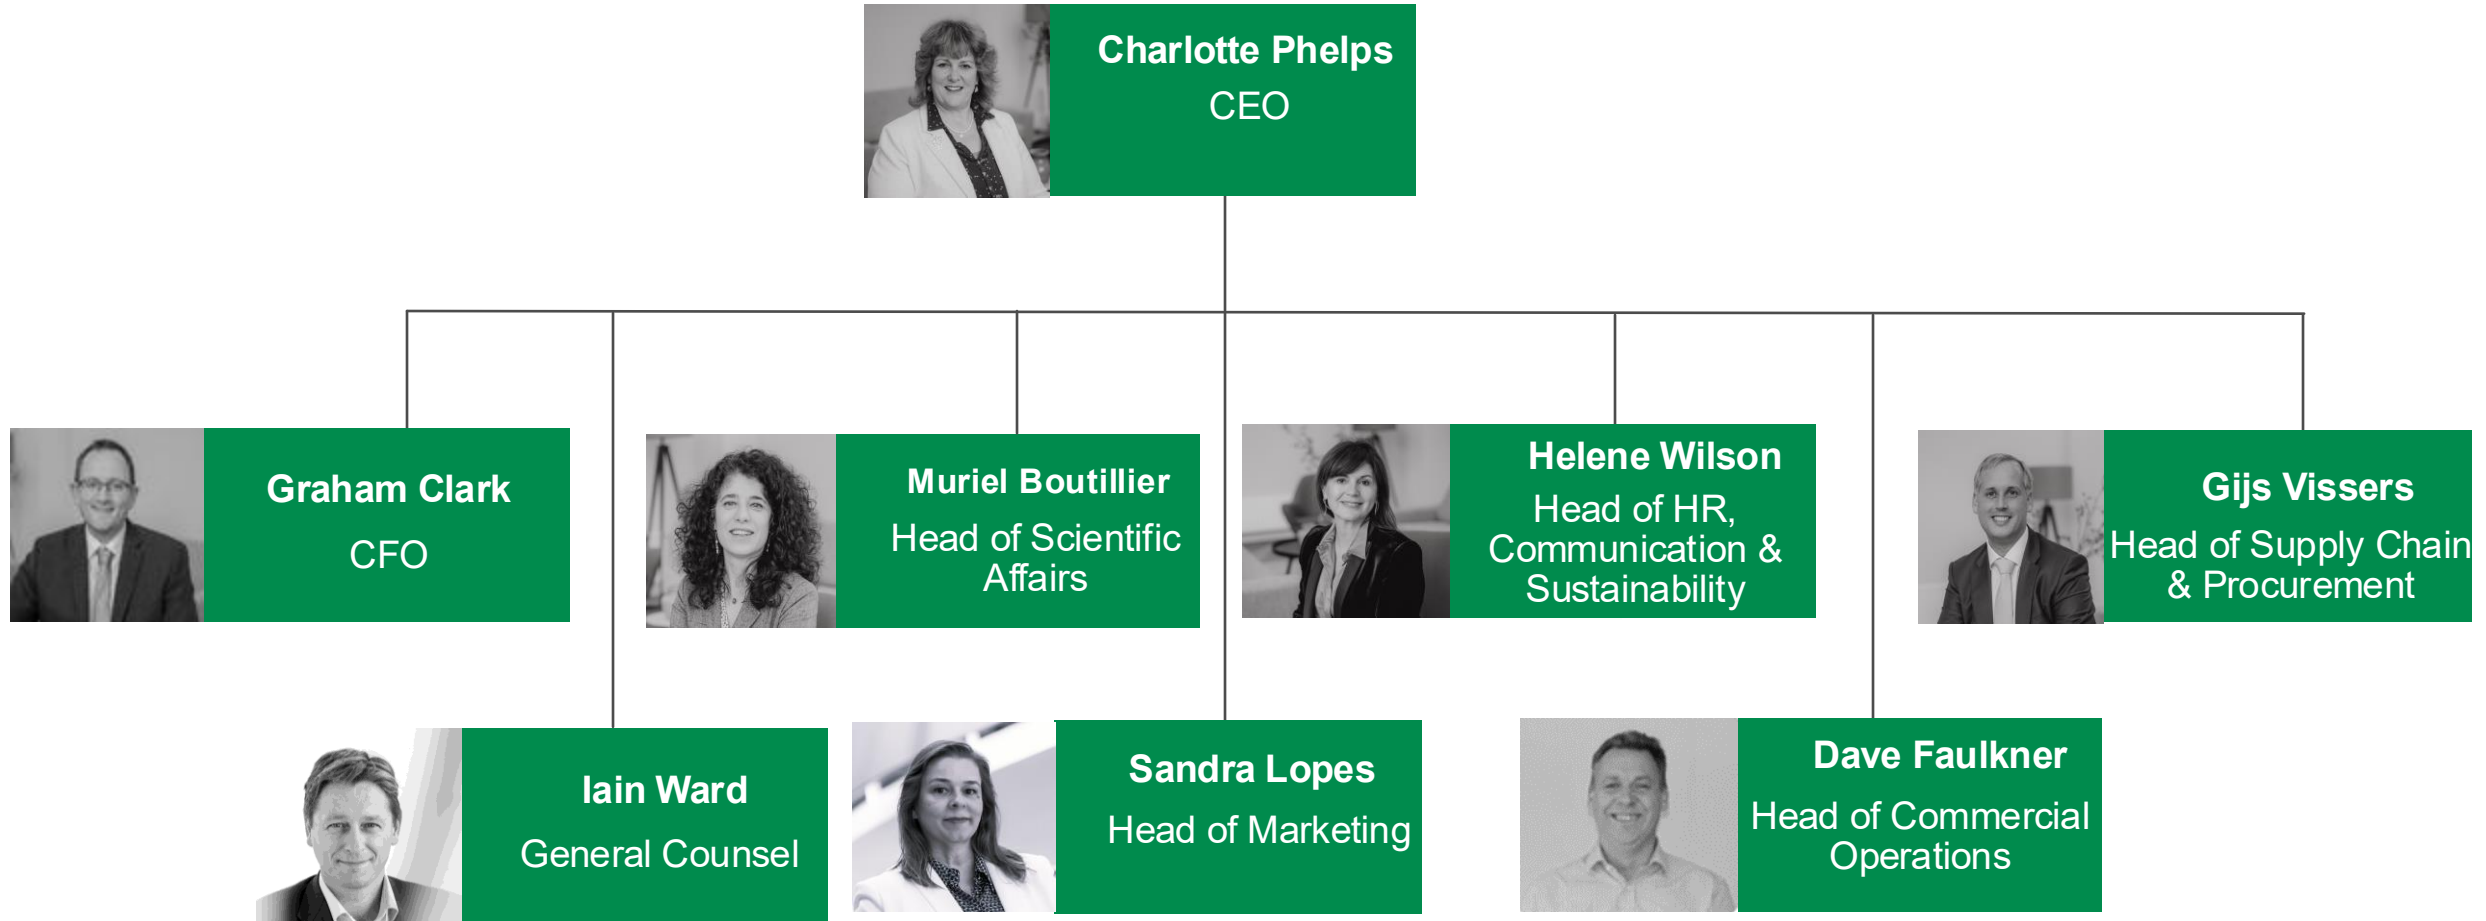 Charlotte Phelps
CEO
Graham Clark
CFO
Muriel Boutillier
Head of Scientific
Affairs
Helene Wilson
Head of HR,
Communication &
Sustainability
Gijs Vissers
Head of Supply Chain
& Procurement
Iain Ward
General Counsel
Sandra Lopes
Head of Marketing
Dave Faulkner
Head of Commercial
Operations